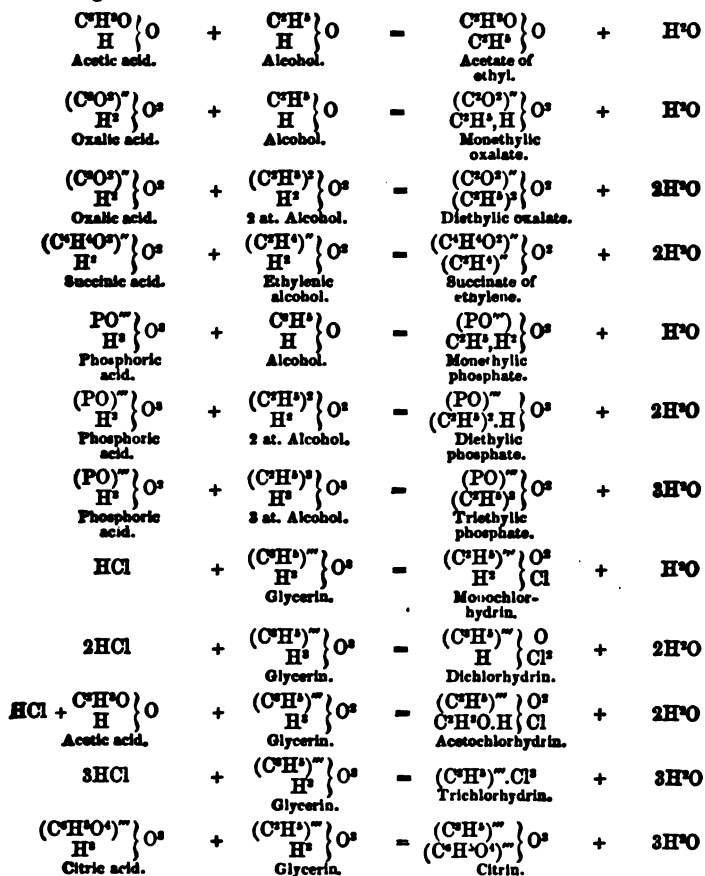 C²H³O + C²H⁵ = C²H³O + H²O
H } O H } O C²H⁵ } O
Acetic acid. Alcohol. Acetate of
ethyl.
(C²O²)″ + C²H⁵ = (C²O²)″ + H²O
H² } O² H } O C²H⁵,H } O²
Oxalic acid. Alcohol. Monethylic
oxalate.
(C²O²)″ + (C²H⁵)² = (C²O²)″ + 2H²O
H² } O² H² } O² (C²H⁵)² } O²
Oxalic acid. 2 at. Alcohol. Diethylic oxalate.
(C⁴H⁴O²)″ + (C²H⁴)″ = (C⁴H⁴O²)″ + 2H²O
H² } O² H² } O² (C²H⁴)″ } O²
Succinic acid. Ethylenic Succinate of
alcohol. ethylene.
PO‴ + C²H⁵ = (PO‴) + H²O
H³ } O³ H } O C²H⁵,H² } O³
Phosphoric Alcohol. Monethylic
acid. phosphate.
(PO)‴ + (C²H⁵)² = (PO)‴ + 2H²O
H³ } O³ H² } O² (C²H⁵)².H } O³
Phosphoric 2 at. Alcohol. Diethylic
acid. phosphate.
(PO)‴ + (C²H⁵)³ = (PO)‴ + 3H²O
H³ } O³ H³ } O³ (C²H⁵)³ } O³
Phosphoric 3 at. Alcohol. Triethylic
acid. phosphate.
HCl + (C³H⁵)‴ = (C³H⁵)‴ O² + H²O
H³ } O³ H² } Cl
Glycerin. Monochlor-
hydrin.
2HCl + (C³H⁵)‴ = (C³H⁵)‴ O + 2H²O
H³ } O³ H } Cl²
Glycerin. Dichlorhydrin.
HCl + C²H³O + (C³H⁵)‴ = (C³H⁵)‴ O² + 2H²O
H } O H³ } O³ C²H³O.H } Cl
Acetic acid. Glycerin. Acetochlorhydrin.
3HCl + (C³H⁵)‴ = (C³H⁵)‴.Cl³ + 3H²O
H³ } O³ Trichlorhydrin.
Glycerin.
(C⁶H⁵O⁴)‴ + (C³H⁵)‴ = (C³H⁵)‴ + 3H²O
H³ } O³ H³ } O³ (C⁶H⁵O⁴)‴ } O³
Citric acid. Glycerin. Citrin.